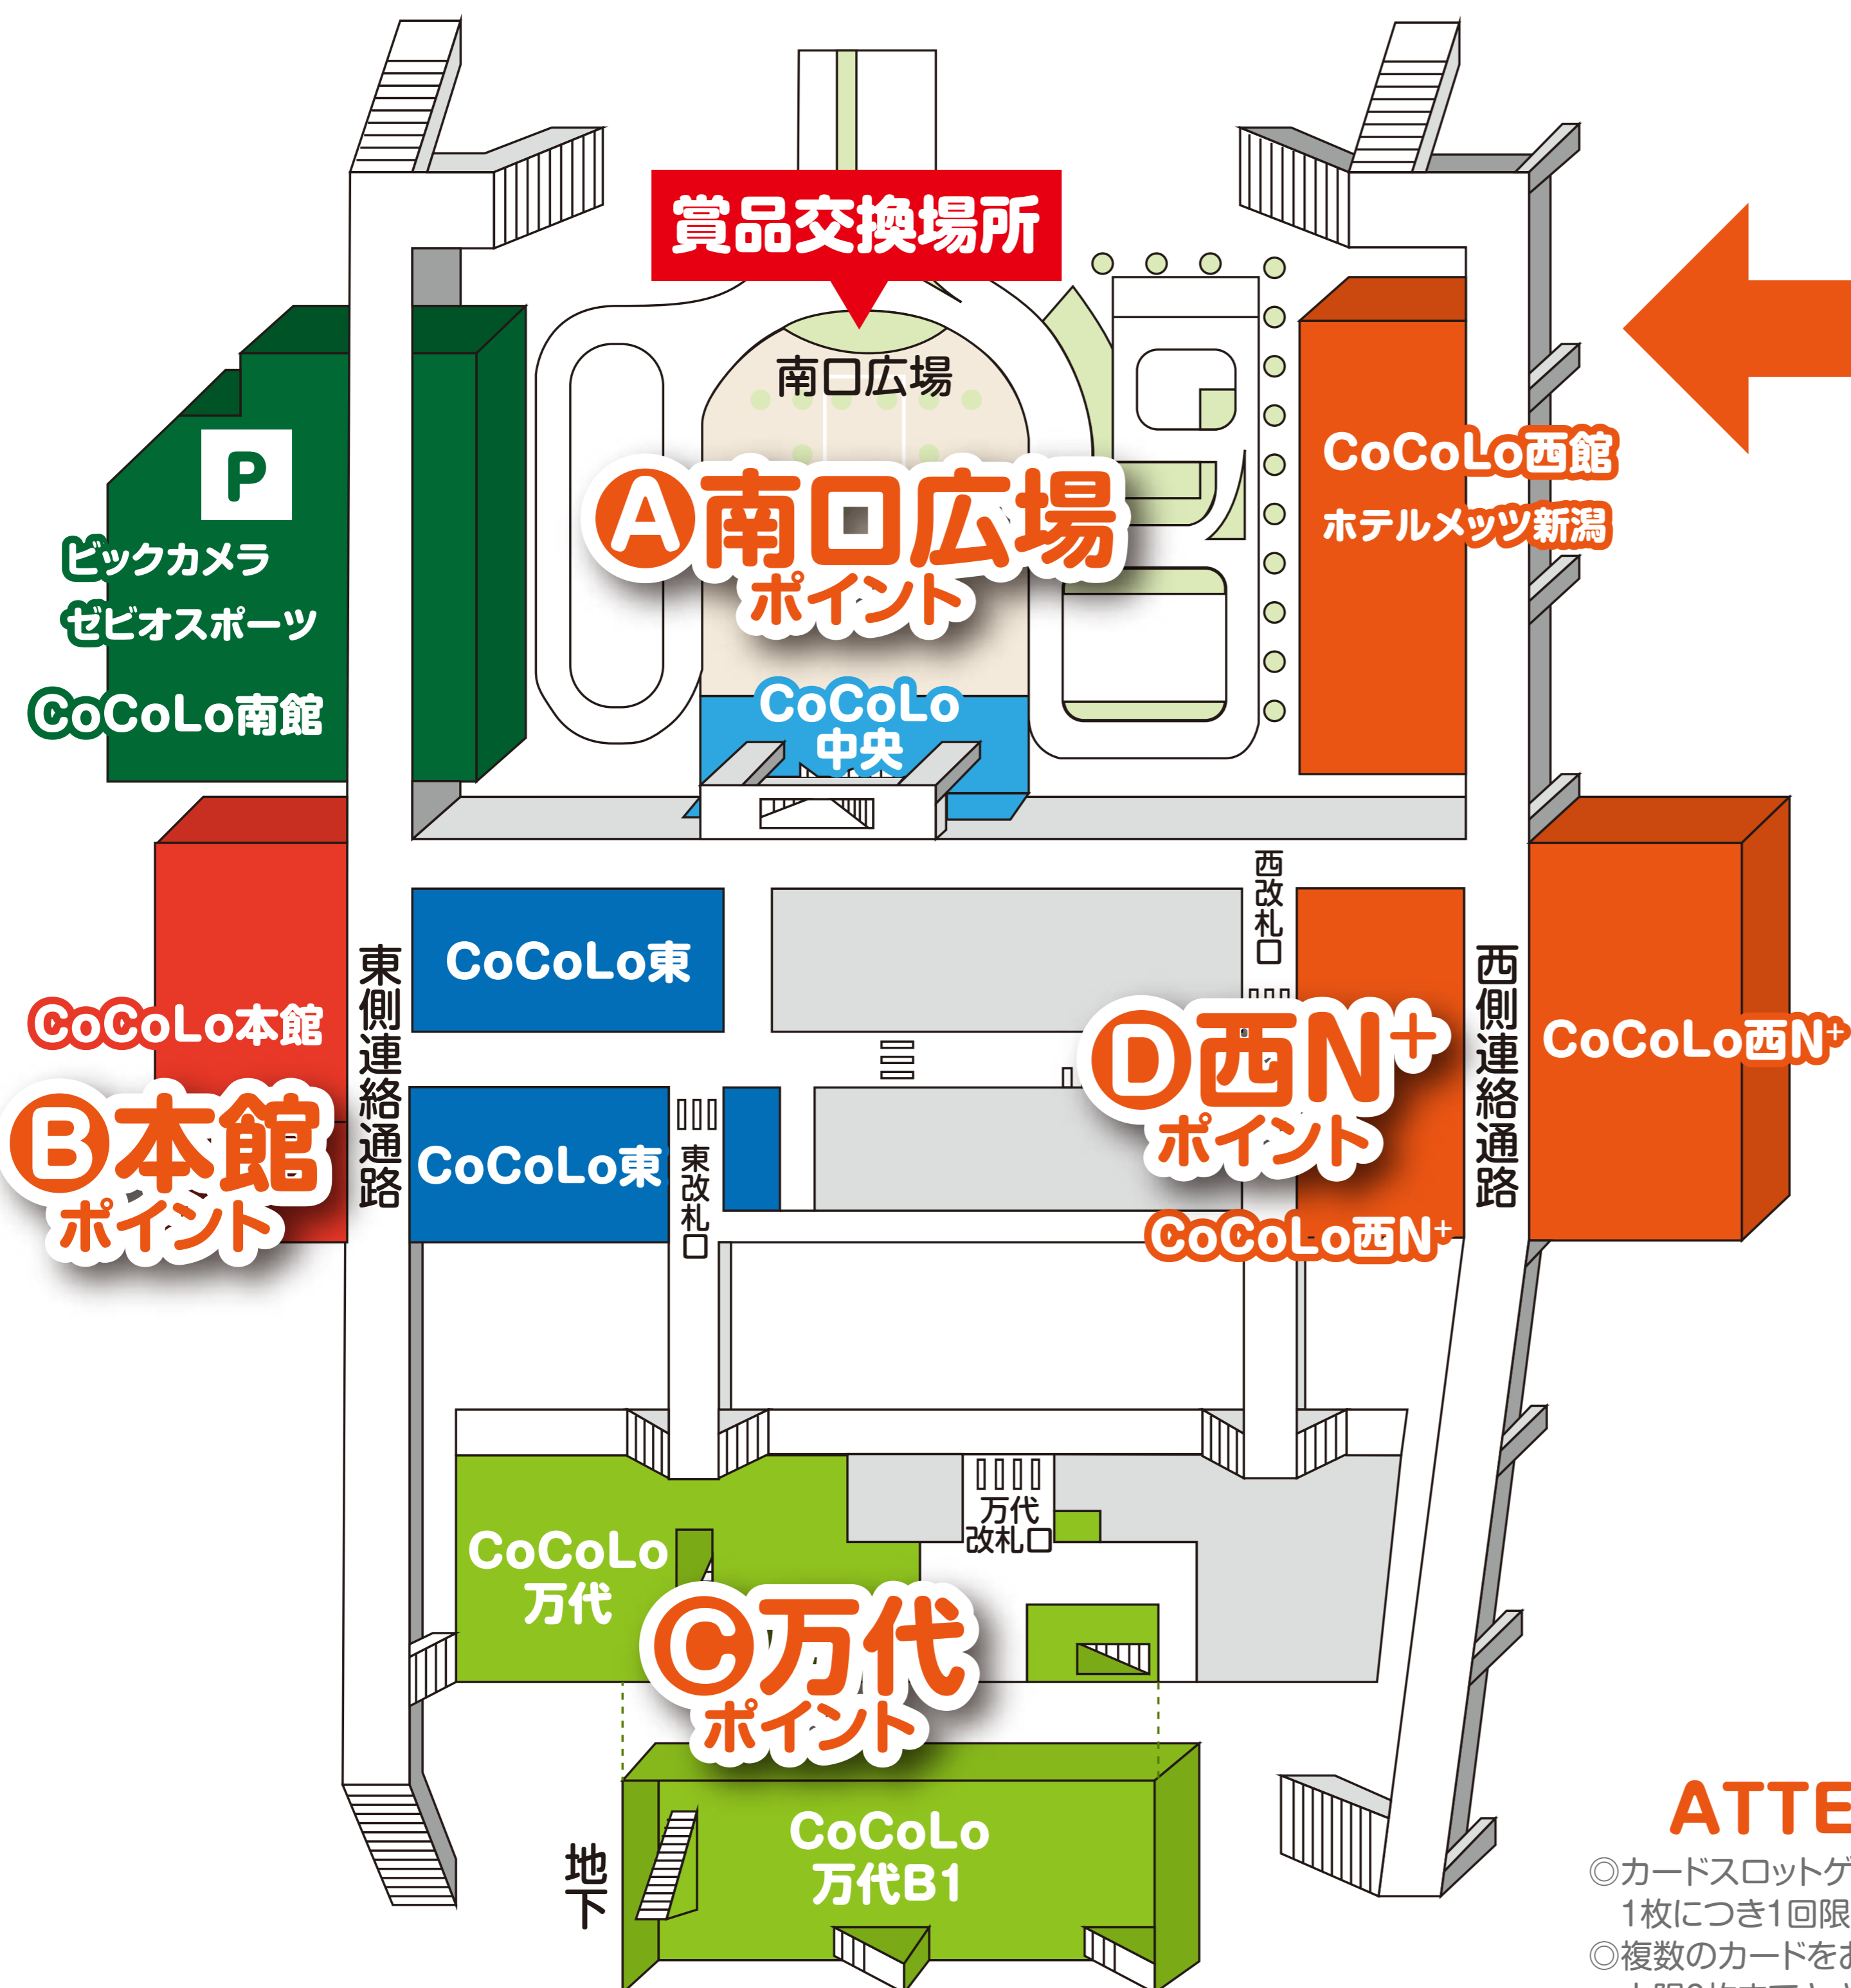 賞品交換場所
南口広場
P
ビックカメラ
ゼビオスポーツ
CoCoLo南館
A南口広場
ポイント
CoCoLo西館
ホテルメッツ新潟
CoCoLo
中央
西改札口
CoCoLo東
東側連絡通路
西側連絡通路
CoCoLo本館
B本館
ポイント
D西N+
ポイント
CoCoLo西N+
CoCoLo東
東改札口
CoCoLo西N+
万代
改札口
CoCoLo
万代
C万代
ポイント
地下
CoCoLo
万代B1
ATTE
◎カードスロットゲ
1枚につき1回限
◎複数のカードをお